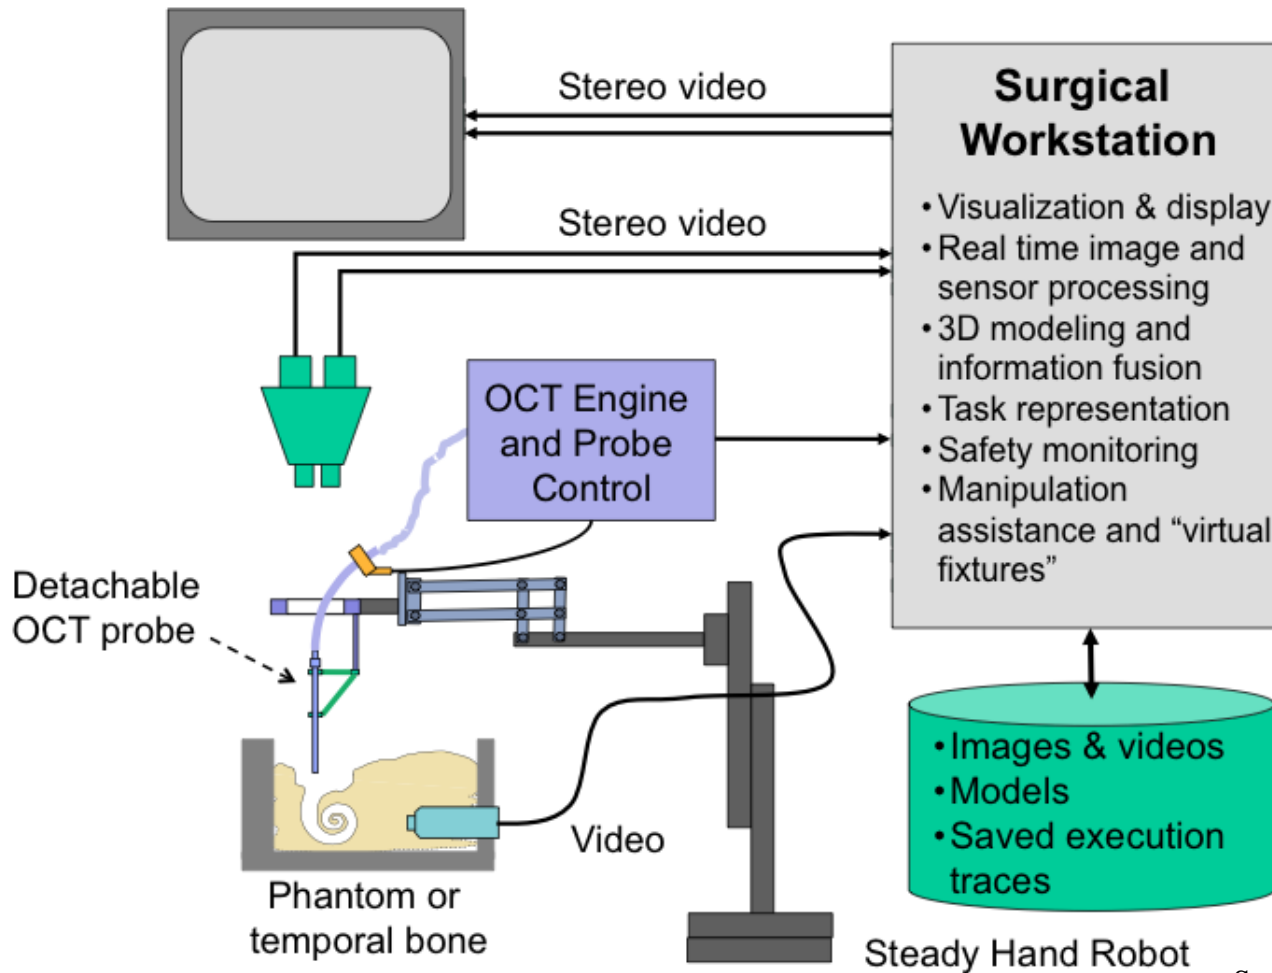 Stereo video
Surgical
Workstation
• Visualization & display
• Real time image and
sensor processing
• 3D modeling and
information fusion
• Task representation
• Safety monitoring
• Manipulation
assistance and “virtual
fixtures”
Stereo video
OCT Engine
and Probe
Control
Detachable
OCT probe
• Images & videos
• Models
• Saved execution
traces
Video
Phantom or
temporal bone
Steady Hand Robot